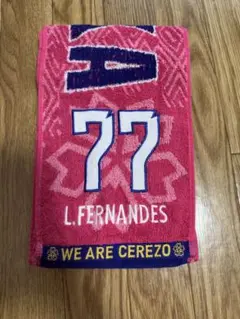 A
77
L.FERNANDES
WE ARE CEREZO